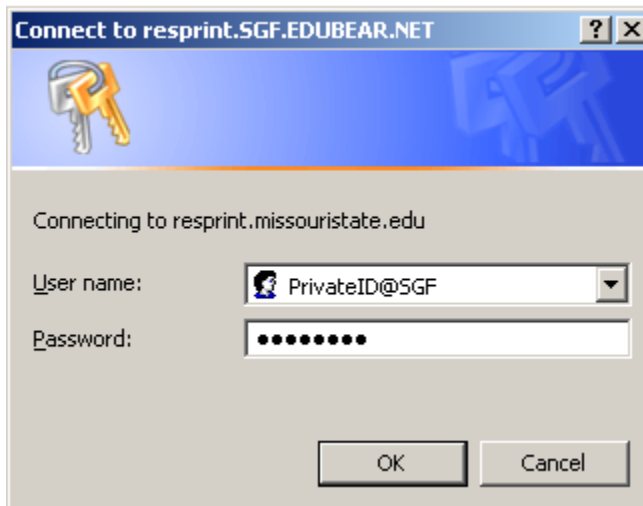 Connect to resprint.SGF.EDUBEAR.NET
Connecting to resprint.missouristate.edu
User name: PrivateID@SGF
Password: ●●●●●●●●
OK Cancel